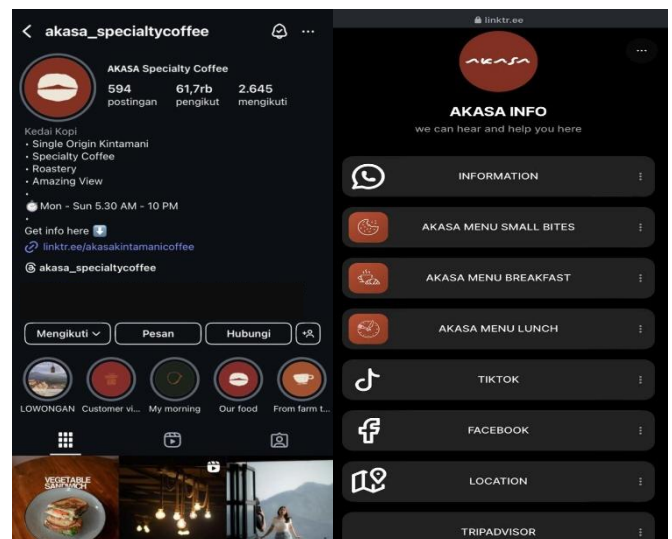 akasa_specialtycoffee
AKASA Specialty Coffee
594 61,7rb 2.645
postingan pengikut mengikuti
Kedai Kopi
• Single Origin Kintamani
• Specialty Coffee
• Roastery
• Amazing View
•
Mon - Sun 5.30 AM - 10 PM
•
Get info here
linktr.ee/akasakintamanicoffee
akasa_specialtycoffee
Mengikuti Pesan Hubungi
LOWONGAN Customer vi... My morning Our food From farm t...
VEGETABLE
SANDWICH
linktr.ee
akasa
AKASA INFO
we can hear and help you here
INFORMATION
AKASA MENU SMALL BITES
AKASA MENU BREAKFAST
AKASA MENU LUNCH
TIKTOK
FACEBOOK
LOCATION
TRIPADVISOR